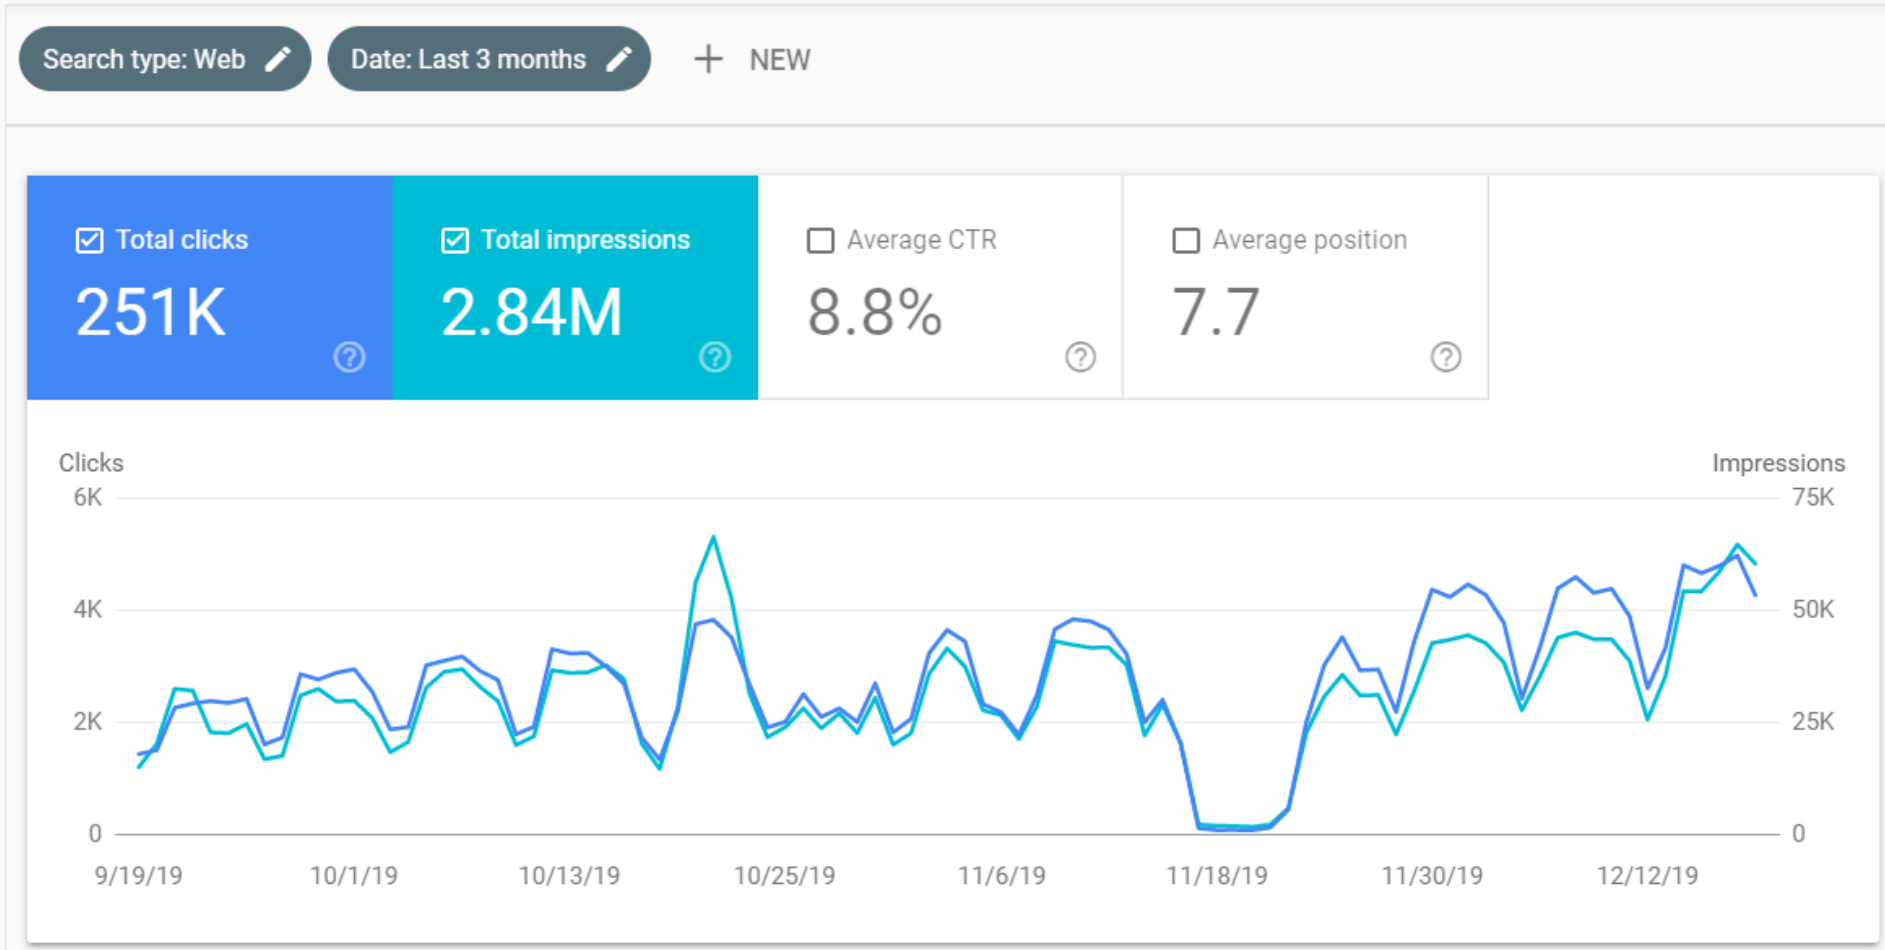 Search type: Web
Date: Last 3 months
+ NEW
Total clicks
251K
Total impressions
2.84M
Average CTR
8.8%
Average position
7.7
Clicks
Impressions
6K
75K
4K
50K
2K
25K
0
0
9/19/19 10/1/19 10/13/19 10/25/19 11/6/19 11/18/19 11/30/19 12/12/19